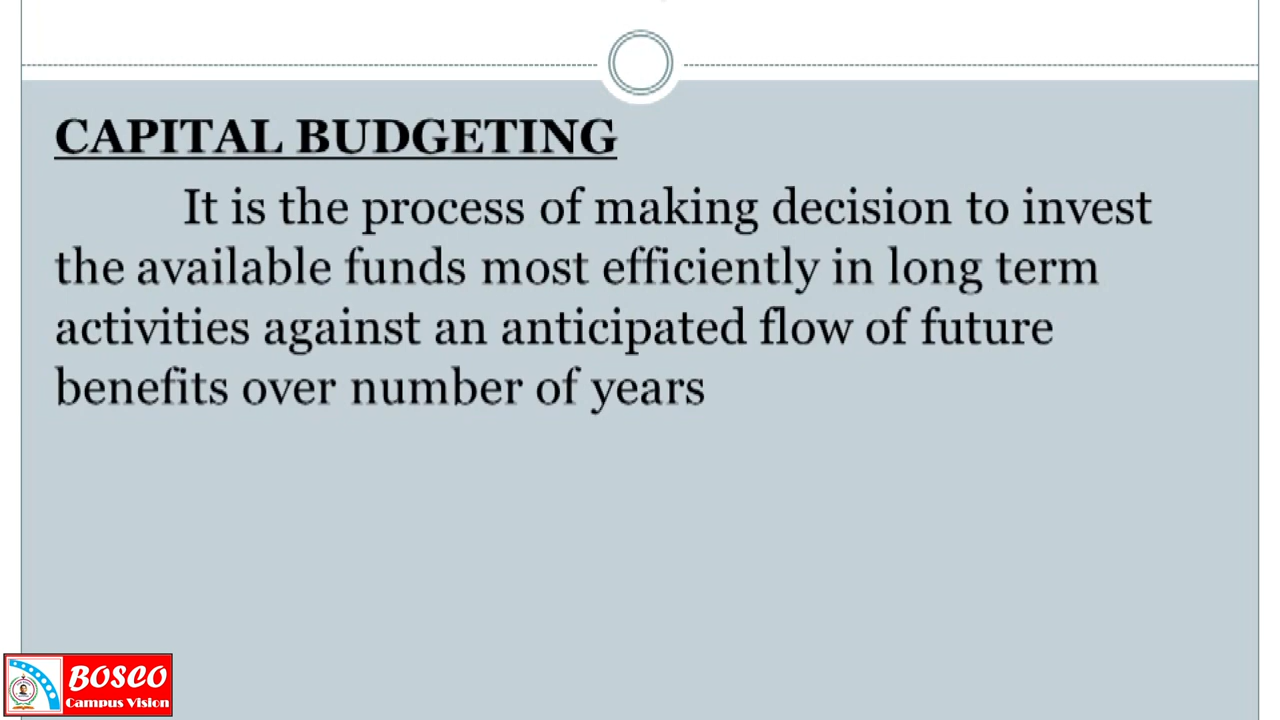 CAPITAL BUDGETING
It is the process of making decision to invest
the available funds most efficiently in long term
activities against an anticipated flow of future
benefits over number of years
BOSCO
Campus Vision